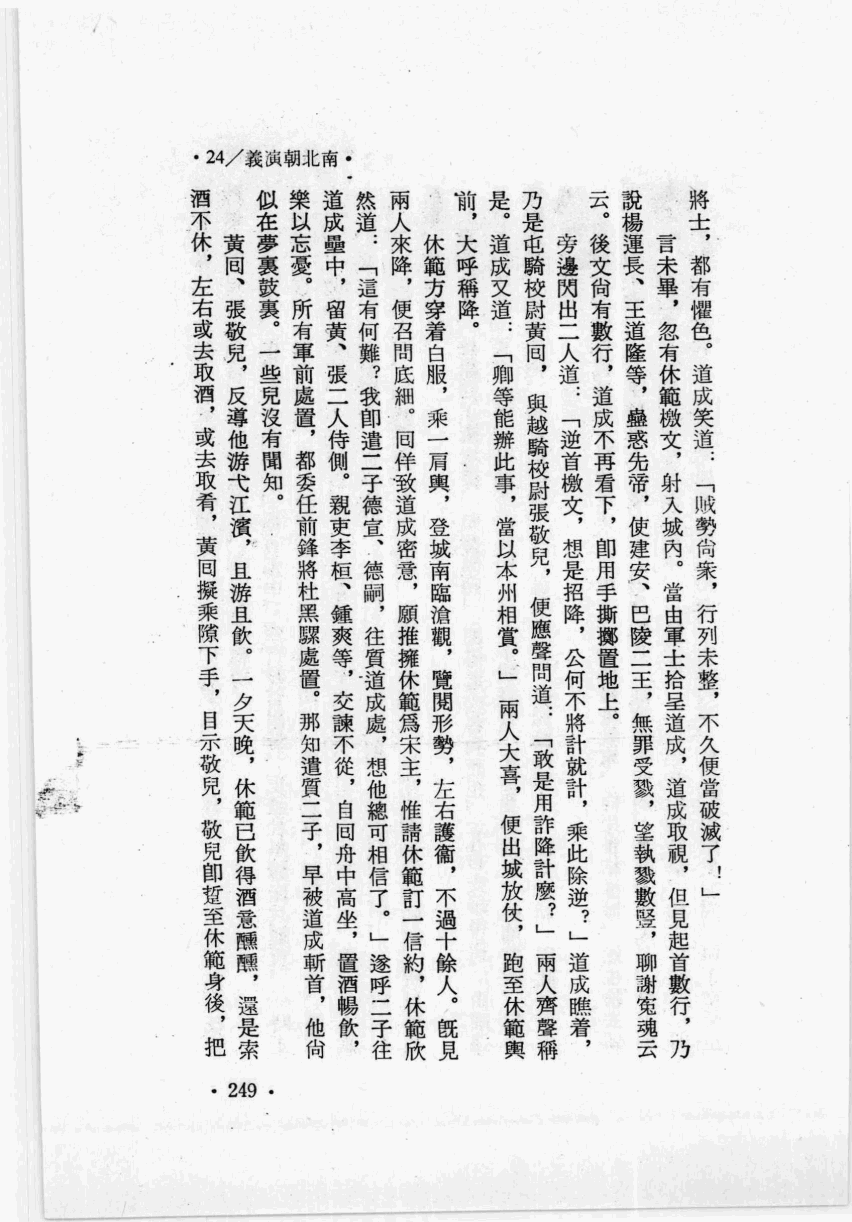 •24／義演朝北南•
將士，都有懼色。道成笑道：「賊勢尙衆，行列未整，不久便當破滅了！」
言未畢，忽有休範檄文，射入城內。當由軍士拾呈道成，道成取視，但見起首數行，乃
說楊運長、王道隆等，蠱惑先帝，使建安、巴陵二王，無罪受戮，望執戮數豎，聊謝寃魂云
云。後文尙有數行，道成不再看下，卽用手撕擲置地上。
旁邊閃出二人道：「逆首檄文，想是招降，公何不將計就計，乘此除逆？」道成瞧着，
乃是屯騎校尉黃囘，與越騎校尉張敬兒，便應聲問道：「敢是用詐降計麼？」兩人齊聲稱
是。道成又道：「卿等能辦此事，當以本州相賞。」兩人大喜，便出城放仗，跑至休範輿
前，大呼稱降。
休範方穿着白服，乘一肩輿，登城南臨滄觀，覽閱形勢，左右護衞，不過十餘人。旣見
兩人來降，便召問底細。囘佯致道成密意，願推擁休範爲宋主，惟請休範訂一信約，休範欣
然道：「這有何難？我卽遣二子德宣、德嗣，往質道成處，想他總可相信了。」遂呼二子往
道成壘中，留黃、張二人侍側。親吏李桓、鍾爽等，交諫不從，自囘舟中高坐，置酒暢飲，
樂以忘憂。所有軍前處置，都委任前鋒將杜黑騾處置。那知遣質二子，早被道成斬首，他尙
似在夢裏鼓裏。一些兒沒有聞知。
黃囘、張敬兒，反導他游弋江濱，且游且飲。一夕天晚，休範已飲得酒意醺醺，還是索
酒不休，左右或去取酒，或去取肴，黃囘擬乘隙下手，目示敬兒，敬兒卽踅至休範身後，把
•249•